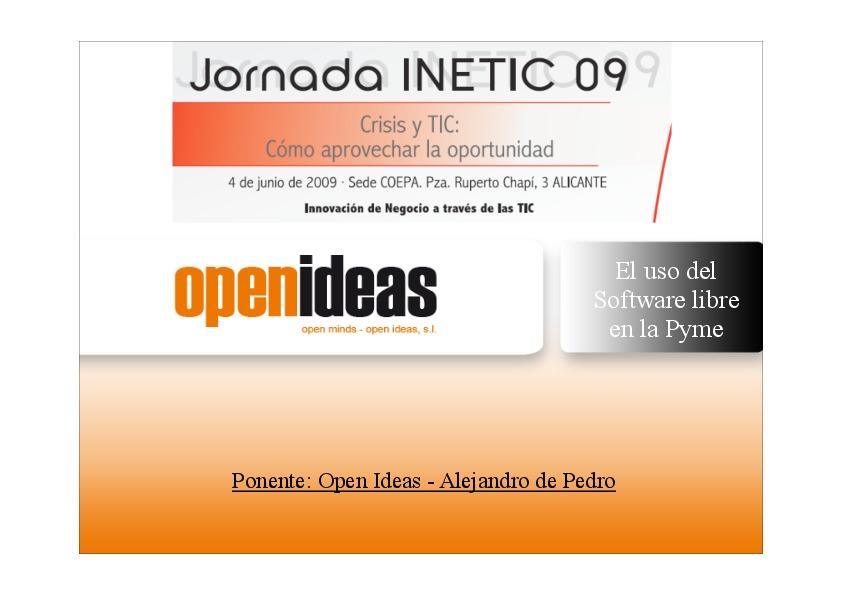 Jornada INETIC 09
Crisis y TIC:
Cómo aprovechar la oportunidad
4 de junio de 2009 · Sede COEPA. Pza. Ruperto Chapí, 3 ALICANTE
Innovación de Negocio a través de las TIC
openideas
open minds - open ideas, s.l.
El uso del
Software libre
en la Pyme
Ponente: Open Ideas - Alejandro de Pedro